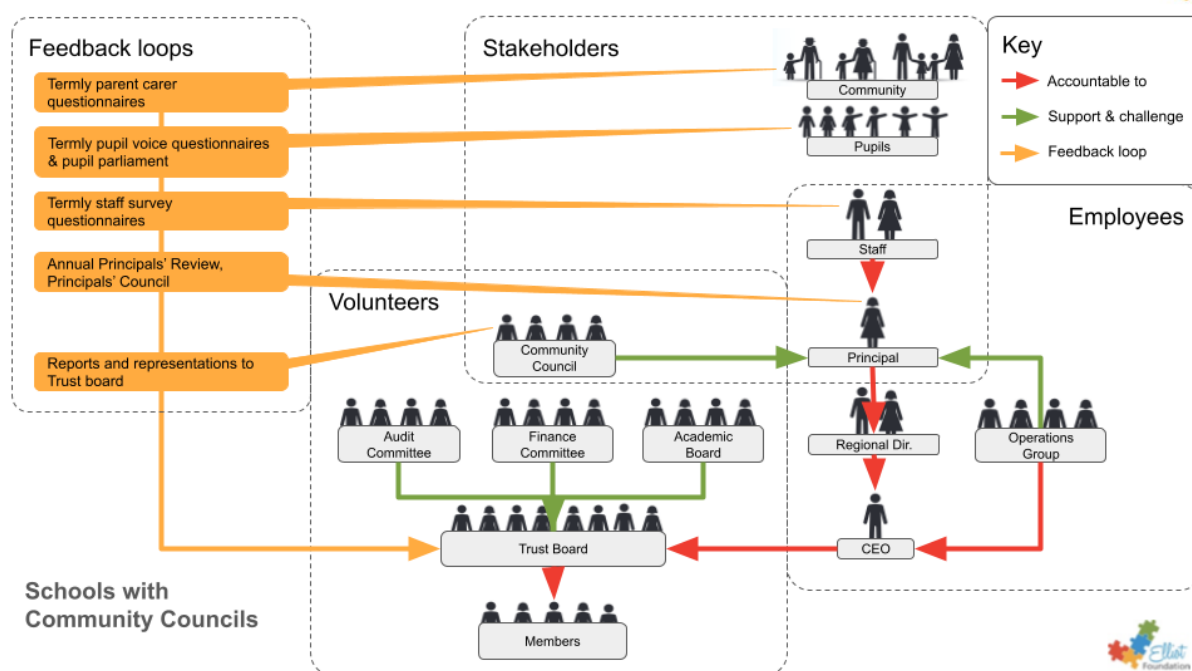 Feedback loops
Termly parent carer
questionnaires
Termly pupil voice questionnaires
& pupil parliament
Termly staff survey
questionnaires
Annual Principals' Review,
Principals' Council
Reports and representations to
Trust board
Stakeholders
Community
Pupils
Key
Accountable to
Support & challenge
Feedback loop
Employees
Staff
Principal
Regional Dir.
Operations
Group
CEO
Volunteers
Community
Council
Audit
Committee
Finance
Committee
Academic
Board
Trust Board
Members
Schools with
Community Councils
Elliot
Foundation